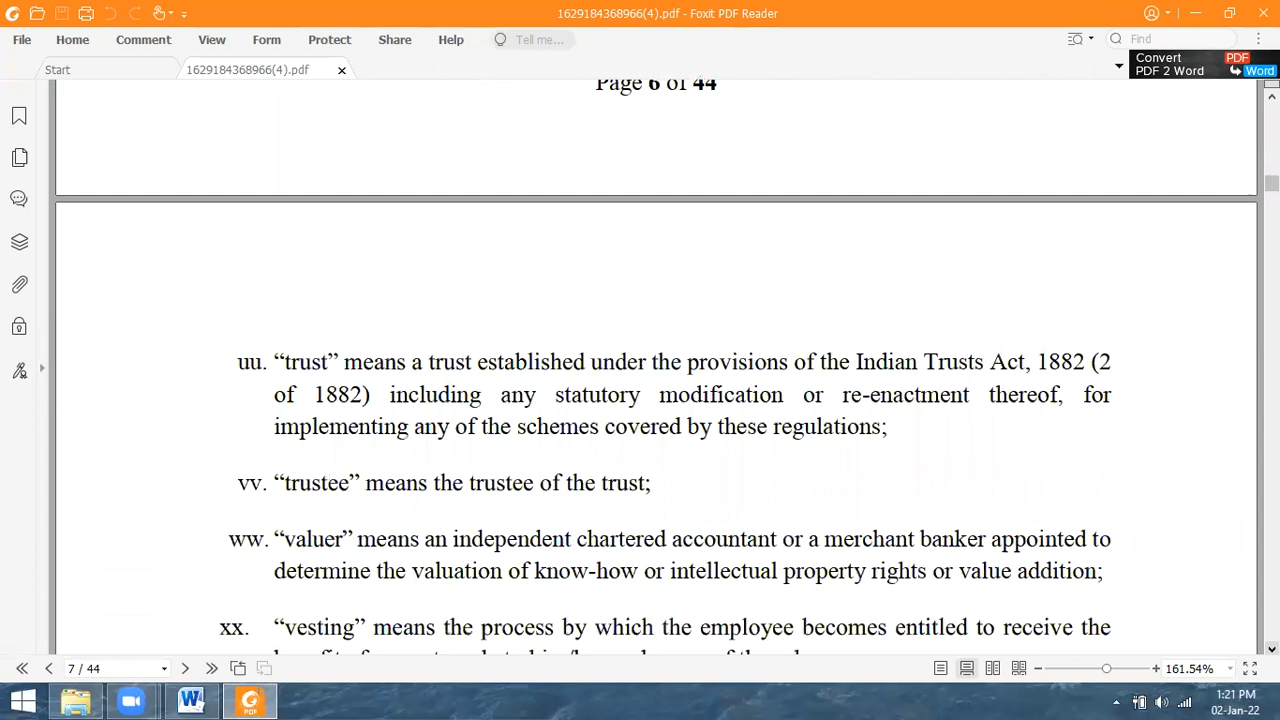 1629184368966(4).pdf - Foxit PDF Reader
File Home Comment View Form Protect Share Help Tell me... Find
Start 1629184368966(4).pdf
Convert PDF
PDF 2 Word Word
Page 6 of 44
uu. “trust” means a trust established under the provisions of the Indian Trusts Act, 1882 (2
of 1882) including any statutory modification or re-enactment thereof, for
implementing any of the schemes covered by these regulations;
vv. “trustee” means the trustee of the trust;
ww. “valuer” means an independent chartered accountant or a merchant banker appointed to
determine the valuation of know-how or intellectual property rights or value addition;
xx. “vesting” means the process by which the employee becomes entitled to receive the
7 / 44 161.54%
1:21 PM
02-Jan-22